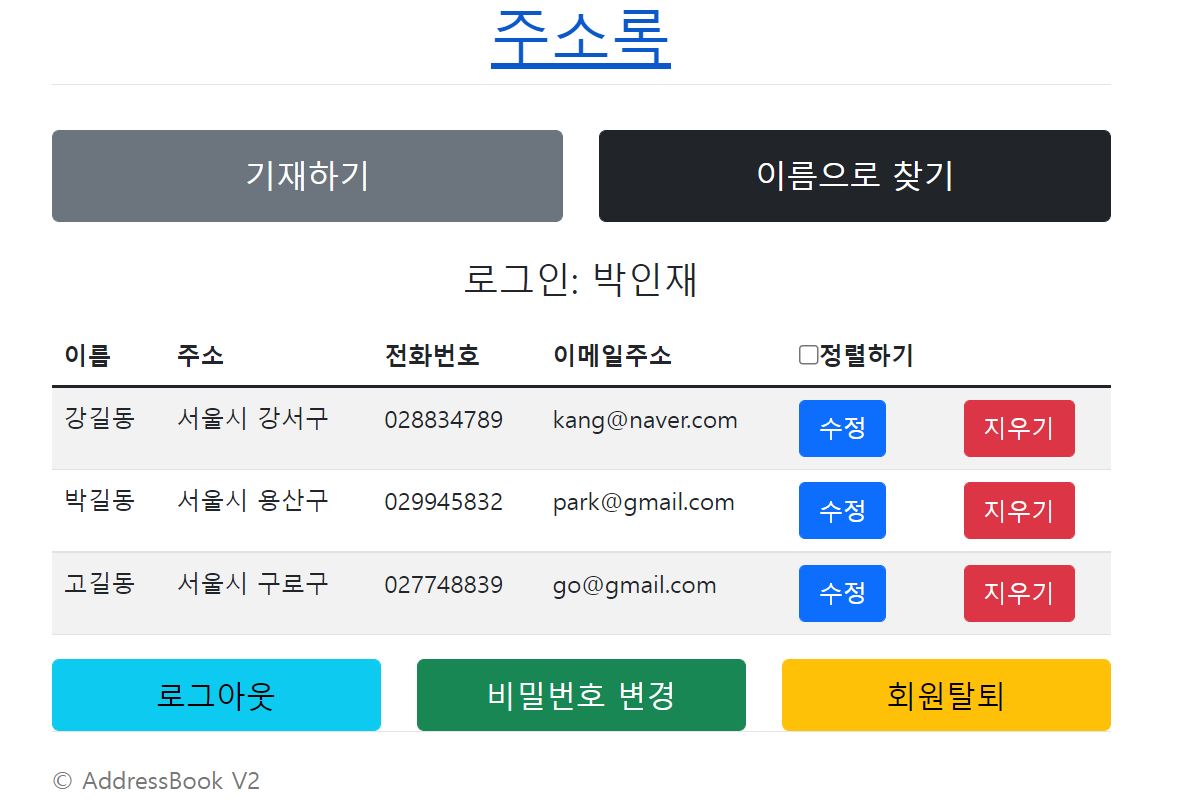 주소록
기재하기 이름으로 찾기
로그인: 박인재
이름 주소 전화번호 이메일주소 정렬하기
강길동 서울시 강서구 028834789 kang@naver.com 수정 지우기
박길동 서울시 용산구 029945832 park@gmail.com 수정 지우기
고길동 서울시 구로구 027748839 go@gmail.com 수정 지우기
로그아웃 비밀번호 변경 회원탈퇴
© AddressBook V2